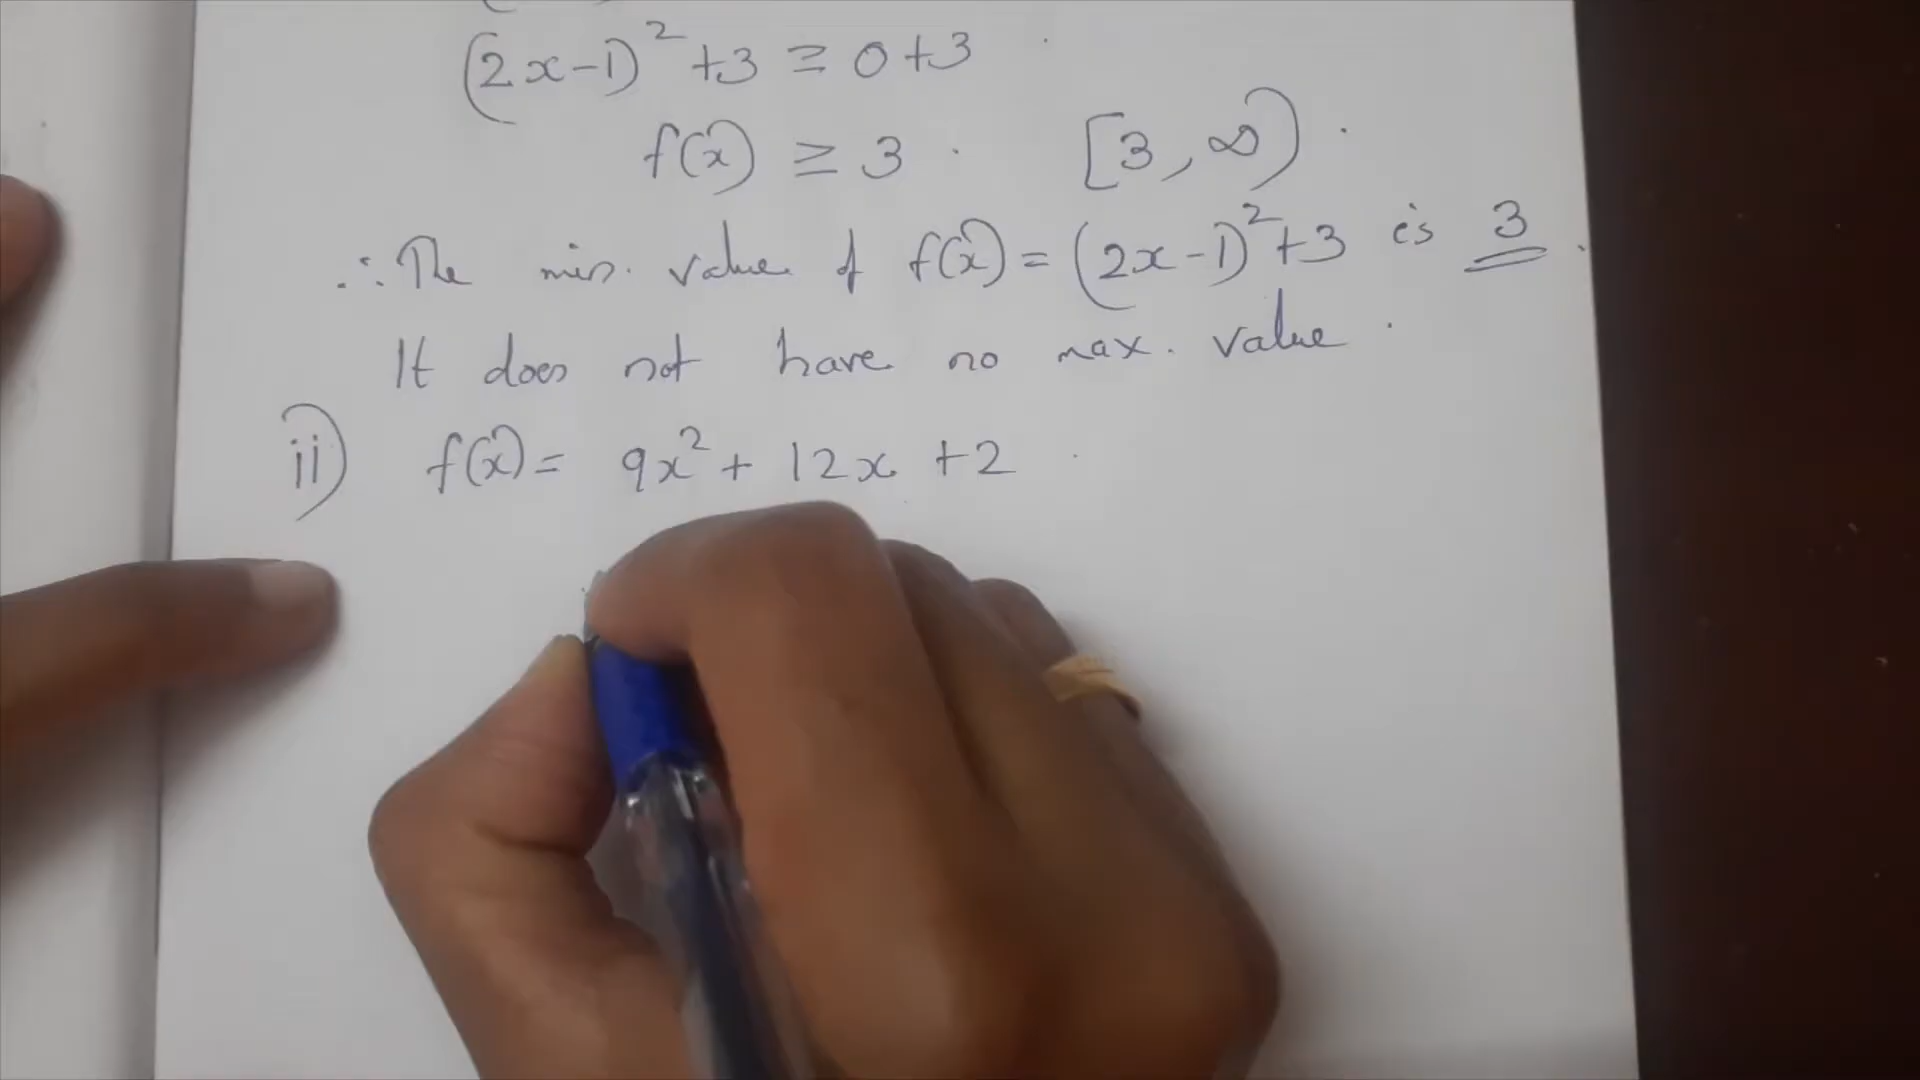 (2x-1)² +3 ≥ 0+3
f(x) ≥ 3 . [3, ∞) .
∴ The min. value of f(x) = (2x-1)²+3 is 3 .
It does not have no max. value .
ii) f(x) = 9x² + 12x +2